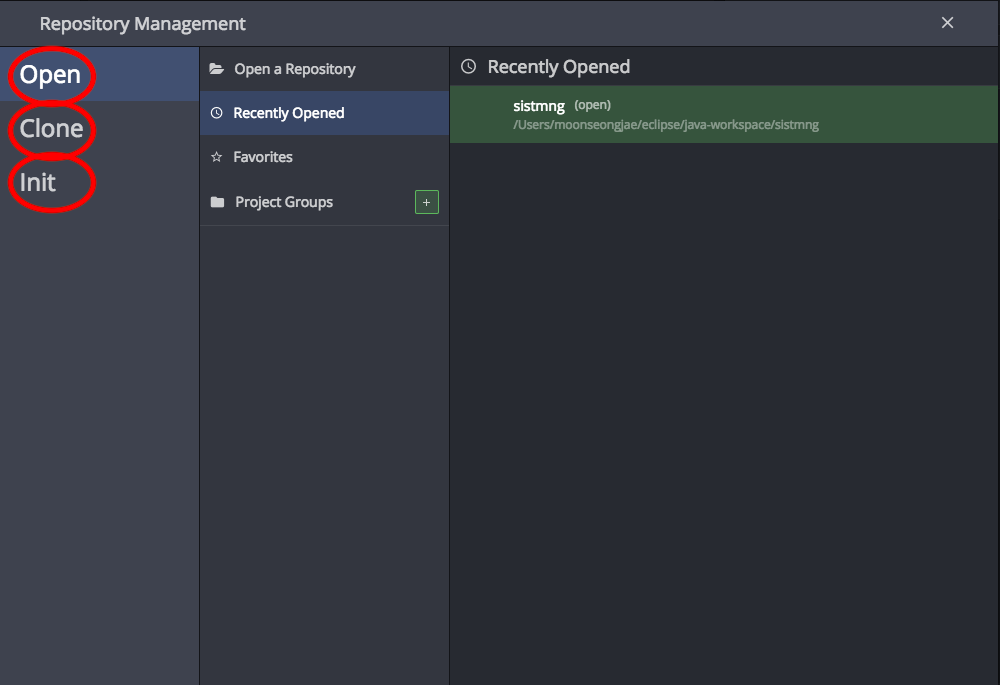 Repository Management
Open
Clone
Init
Open a Repository
Recently Opened
Favorites
Project Groups
+
Recently Opened
sistmng (open)
/Users/moonseongjae/eclipse/java-workspace/sistmng